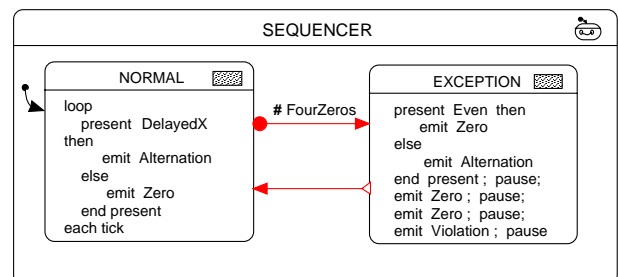 SEQUENCER
NORMAL
loop
present DelayedX
then
emit Alternation
else
emit Zero
end present
each tick
# FourZeros
EXCEPTION
present Even then
emit Zero
else
emit Alternation
end present ; pause;
emit Zero ; pause;
emit Zero ; pause;
emit Violation ; pause